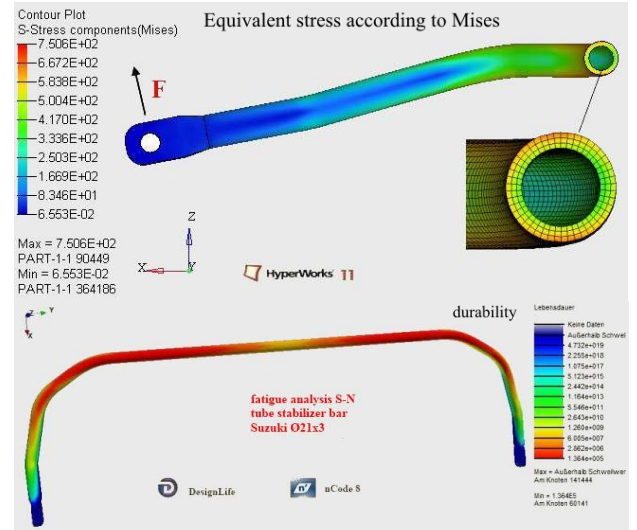 Contour Plot
S-Stress components(Mises)
7.506E+02
6.672E+02
5.838E+02
5.004E+02
4.170E+02
3.336E+02
2.503E+02
1.669E+02
8.346E+01
6.553E-02
Max = 7.506E+02
PART-1-1 90449
Min = 6.553E-02
PART-1-1 364186
Equivalent stress according to Mises
F
Z
X
Y
HyperWorks 11
durability
Z
Y
X
Lebensdauer
Keine Daten
Außerhalb Schwel
4.732e+019
2.255e+018
1.075e+017
5.123e+015
2.442e+014
1.164e+013
5.546e+011
2.643e+010
1.260e+009
6.005e+007
2.862e+006
1.364e+005
Max = Außerhalb Schwellwer
Am Knoten 141444
Min = 1.364E5
Am Knoten 60141
fatigue analysis S-N
tube stabilizer bar
Suzuki Ø21x3
DesignLife
nCode 8